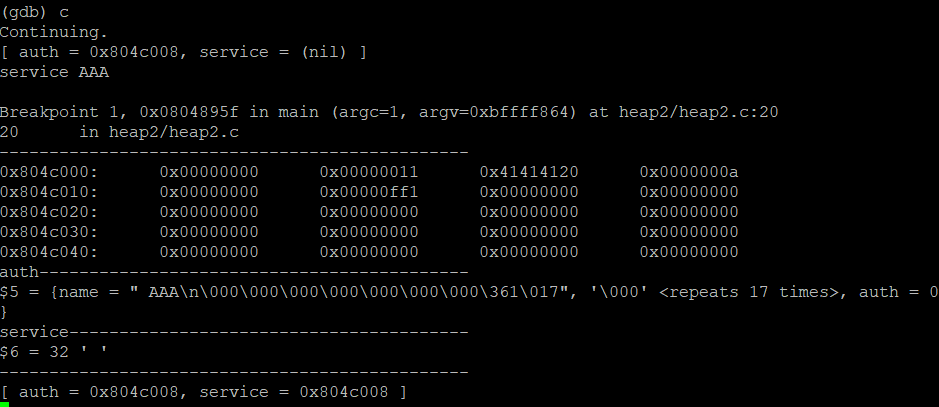 (gdb) c
Continuing.
[ auth = 0x804c008, service = (nil) ]
service AAA
Breakpoint 1, 0x0804895f in main (argc=1, argv=0xbffff864) at heap2/heap2.c:20
20      in heap2/heap2.c
-----------------------------------------------
0x804c000:      0x00000000      0x00000011      0x41414120      0x0000000a
0x804c010:      0x00000ff1      0x00000000      0x00000000      0x00000000
0x804c020:      0x00000000      0x00000000      0x00000000      0x00000000
0x804c030:      0x00000000      0x00000000      0x00000000      0x00000000
0x804c040:      0x00000000      0x00000000      0x00000000      0x00000000
auth-------------------------------------------
$5 = {name = " AAA\n\000\000\000\000\000\000\000\361\017", '\000' <repeats 17 times>, auth = 0
}
service----------------------------------------
$6 = 32 ' '
-----------------------------------------------
[ auth = 0x804c008, service = 0x804c008 ]